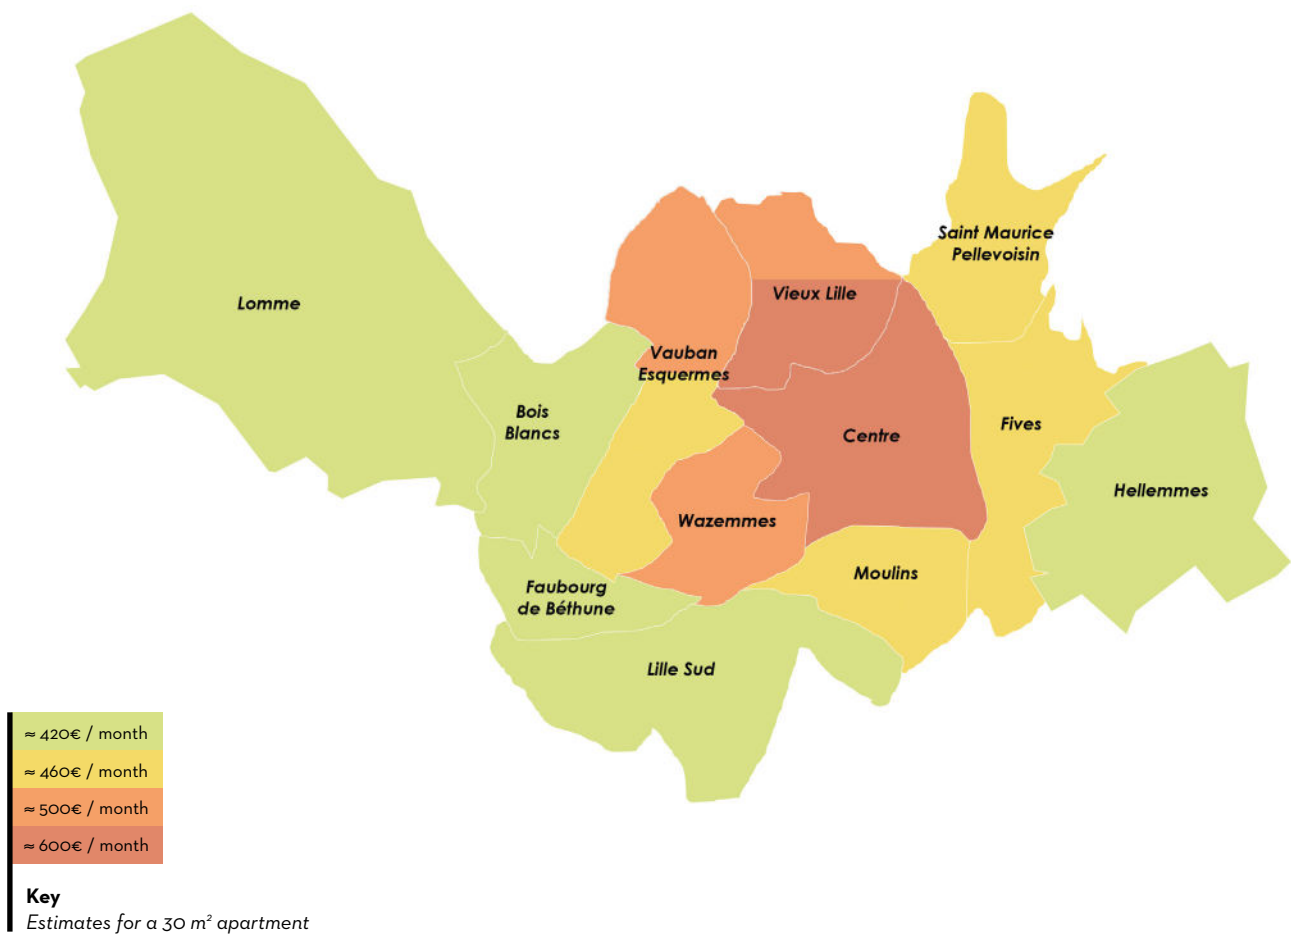 Saint Maurice
Pellevoisin
Lomme
Vieux Lille
Vauban
Esquermes
Bois
Blancs
Centre
Fives
Hellemmes
Wazemmes
Moulins
Faubourg
de Béthune
Lille Sud
≈ 420€ / month
≈ 460€ / month
≈ 500€ / month
≈ 600€ / month
Key
Estimates for a 30 m² apartment